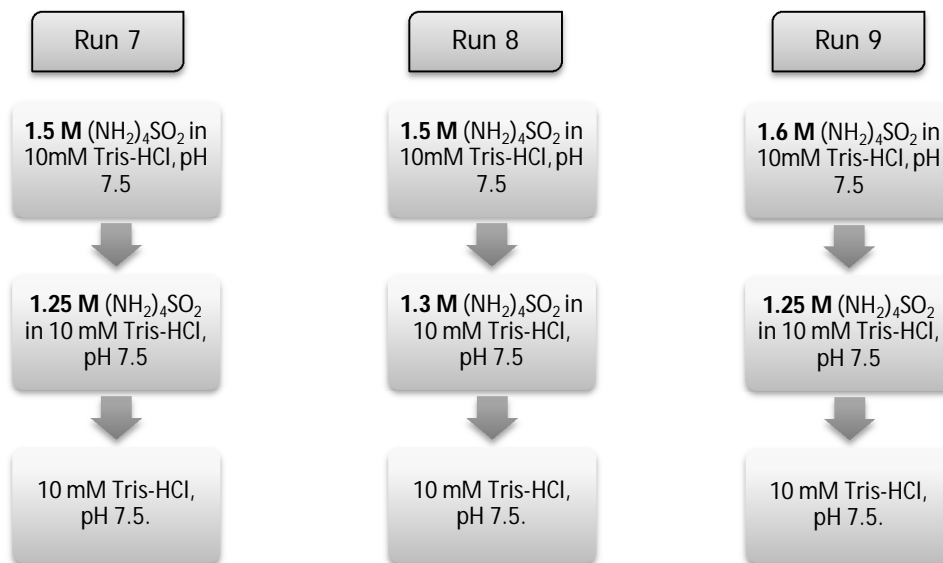 Run 7
1.5 M (NH₂)₄SO₂ in
10mM Tris-HCl, pH
7.5
1.25 M (NH₂)₄SO₂
in 10 mM Tris-HCl,
pH 7.5
10 mM Tris-HCl,
pH 7.5.
Run 8
1.5 M (NH₂)₄SO₂ in
10mM Tris-HCl, pH
7.5
1.3 M (NH₂)₄SO₂ in
10 mM Tris-HCl,
pH 7.5
10 mM Tris-HCl,
pH 7.5.
Run 9
1.6 M (NH₂)₄SO₂ in
10mM Tris-HCl, pH
7.5
1.25 M (NH₂)₄SO₂
in 10 mM Tris-HCl,
pH 7.5
10 mM Tris-HCl,
pH 7.5.